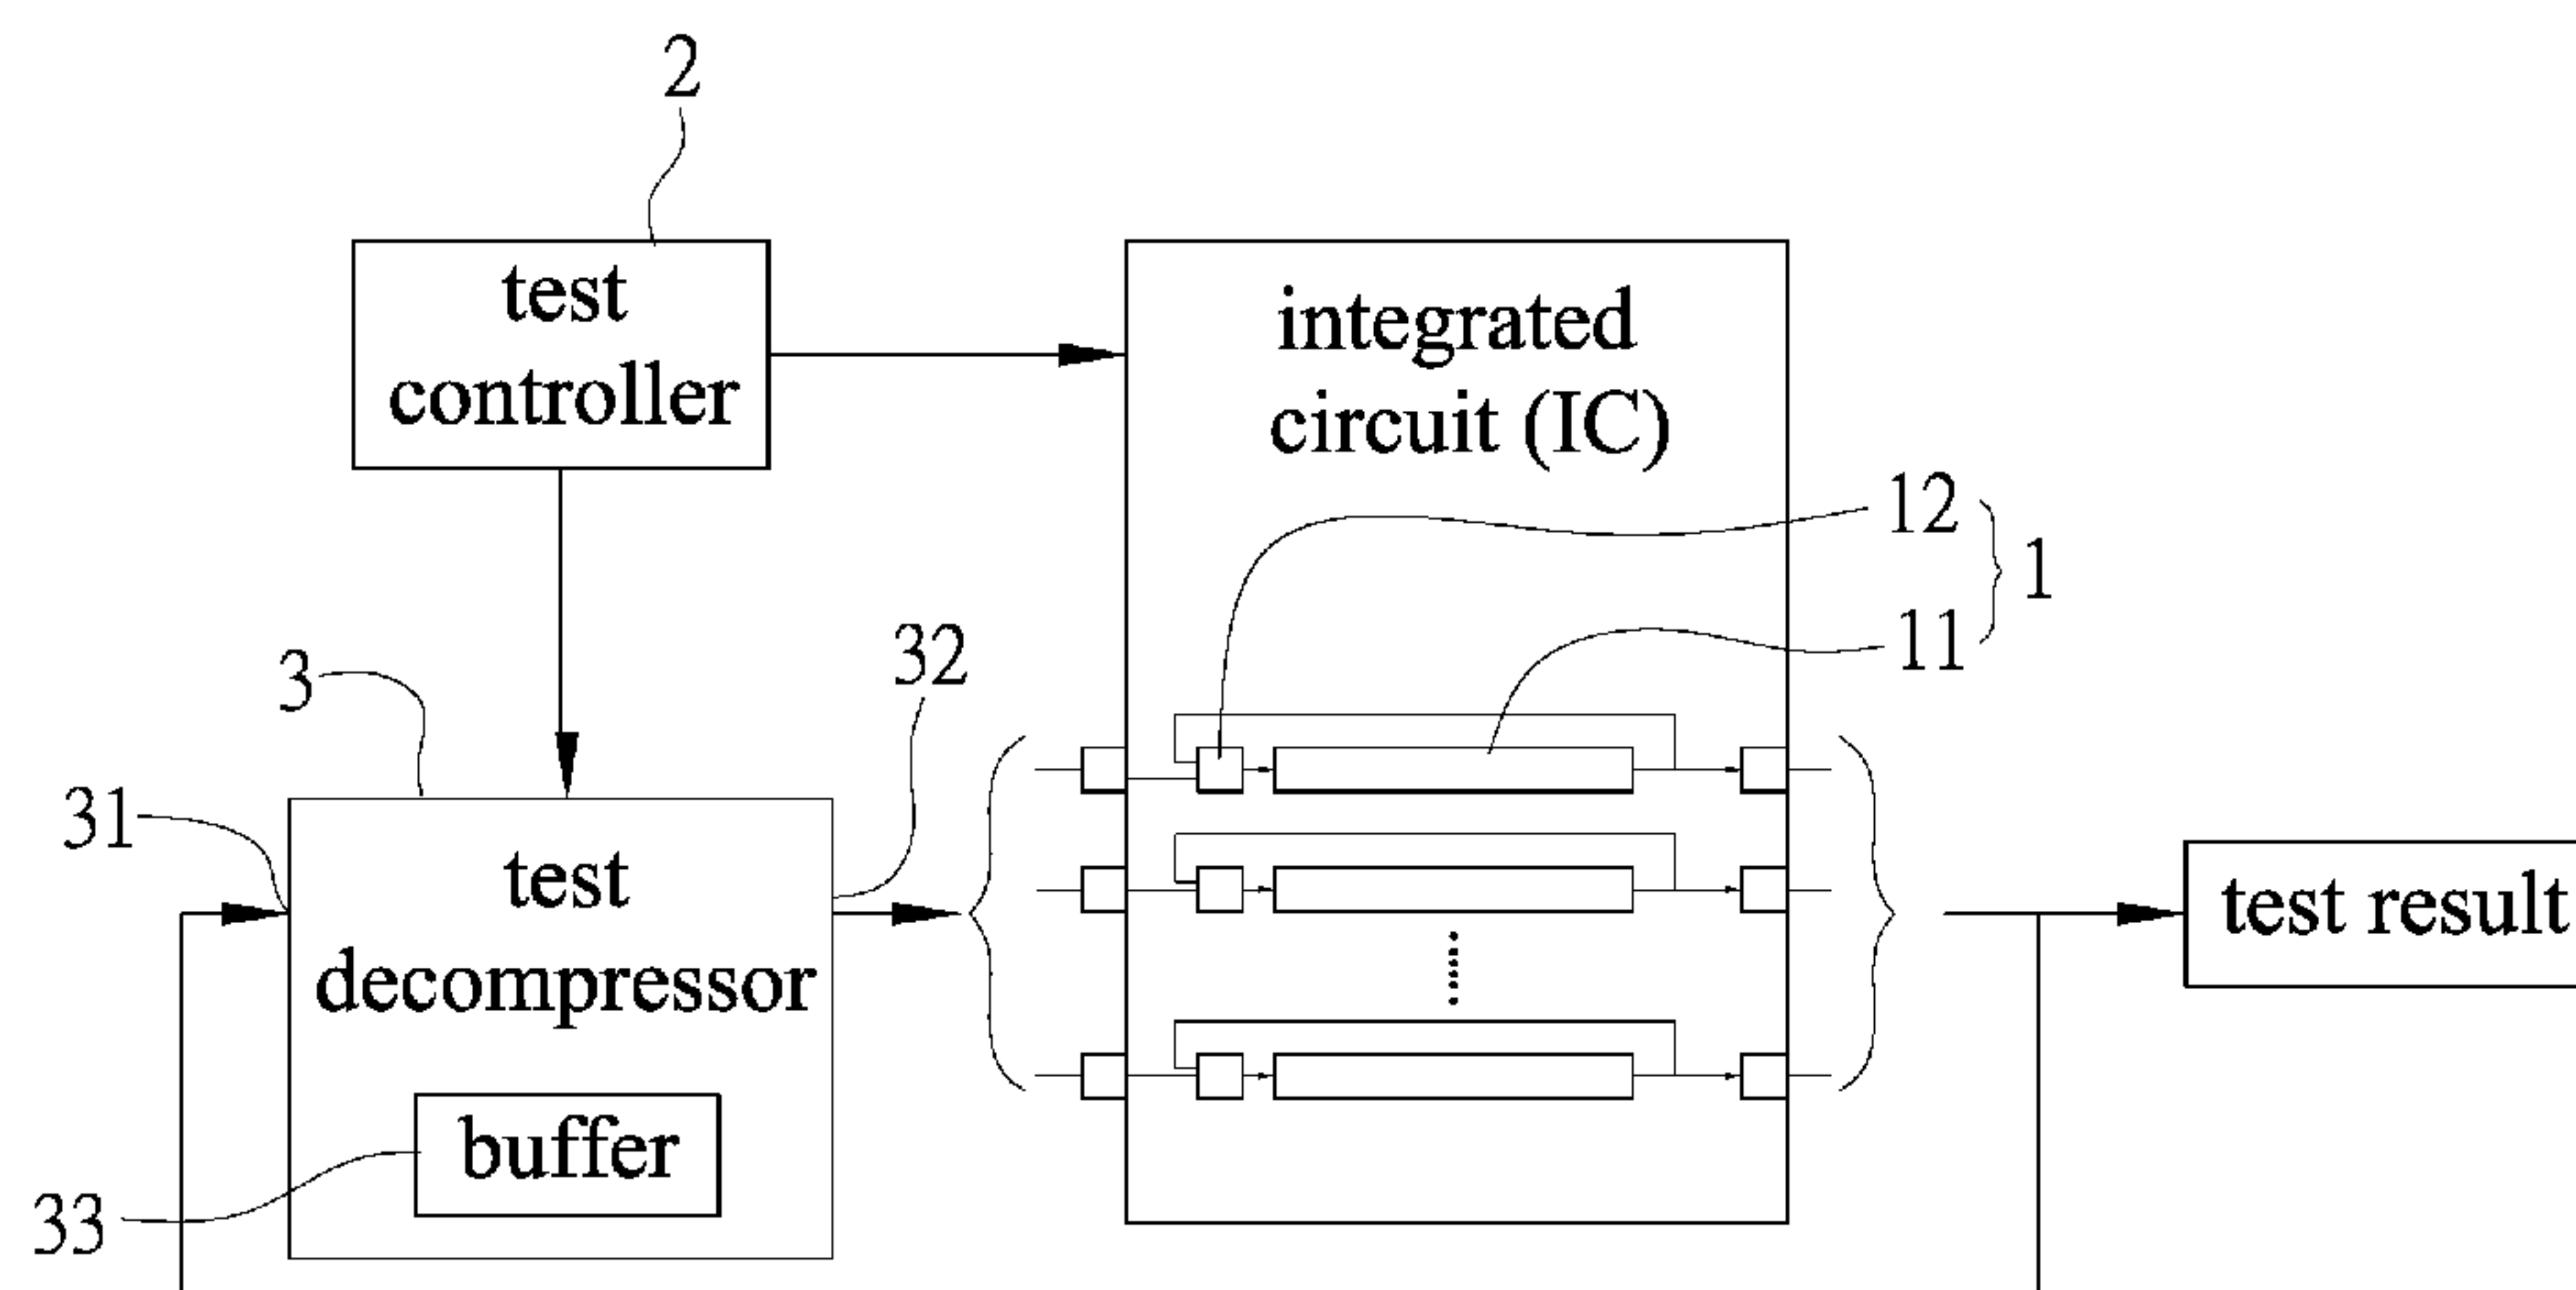 2
test
controller
integrated
circuit (IC)
12
1
11
3
32
31
test
decompressor
test result
buffer
33